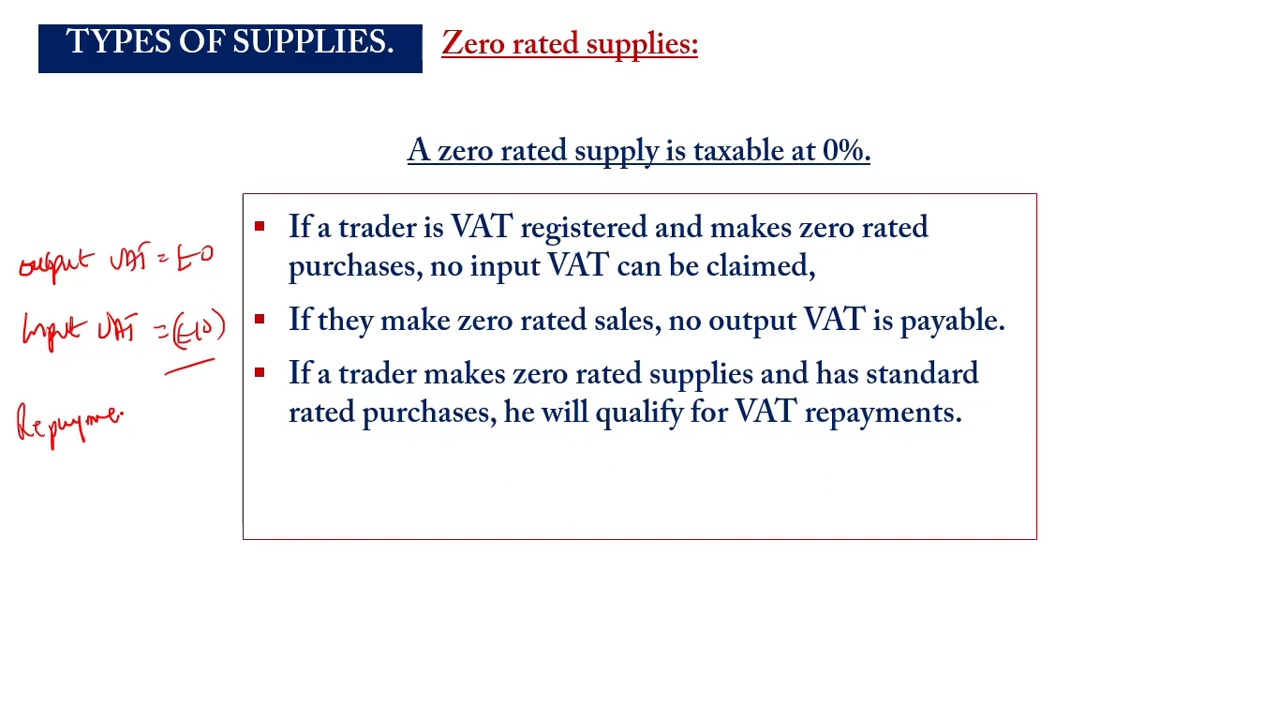 TYPES OF SUPPLIES.
Zero rated supplies:
A zero rated supply is taxable at 0%.
▪ If a trader is VAT registered and makes zero rated
purchases, no input VAT can be claimed,
▪ If they make zero rated sales, no output VAT is payable.
▪ If a trader makes zero rated supplies and has standard
rated purchases, he will qualify for VAT repayments.
output VAT = £0
Input VAT = (£10)
Repayme